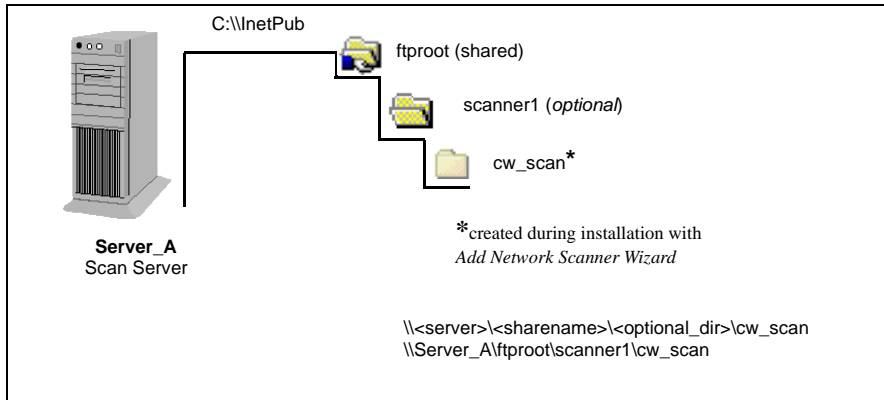 C:\\InetPub
ftproot (shared)
scanner1 (optional)
cw_scan*
Server_A
Scan Server
*created during installation with
Add Network Scanner Wizard
\\<server>\<sharename>\<optional_dir>\cw_scan
\\Server_A\ftproot\scanner1\cw_scan